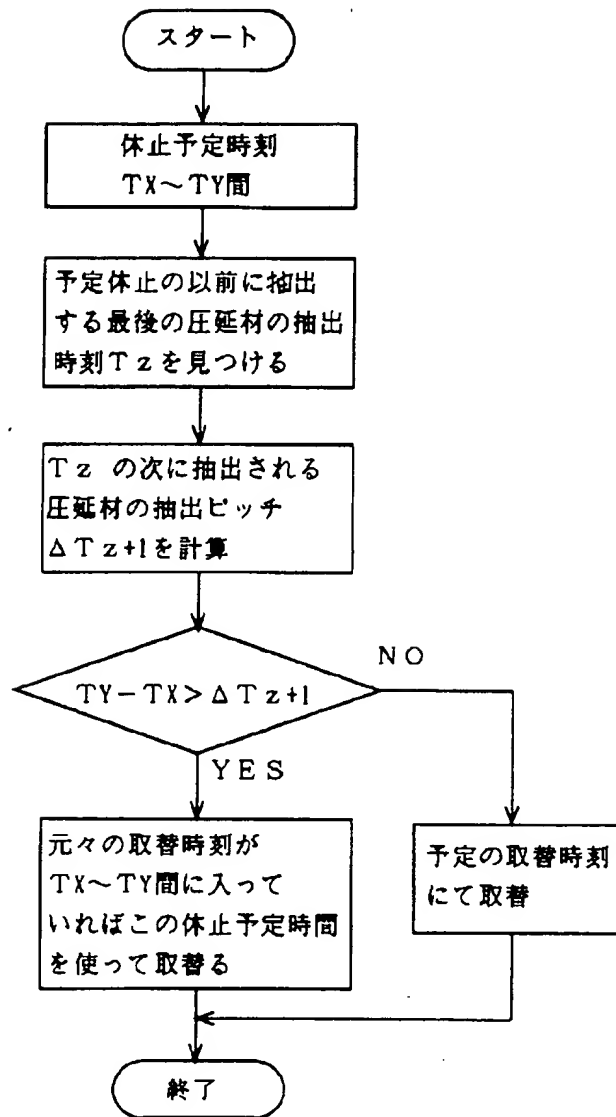 スタート
休止予定時刻
TX～TY間
予定休止の以前に抽出
する最後の圧延材の抽出
時刻Tzを見つける
Tz の次に抽出される
圧延材の抽出ピッチ
ΔTz+1を計算
TY－TX＞ΔTz+1
NO
YES
元々の取替時刻が
TX～TY間に入って
いればこの休止予定時間
を使って取替る
予定の取替時刻
にて取替
終了